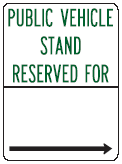 PUBLIC VEHICLE
STAND
RESERVED FOR